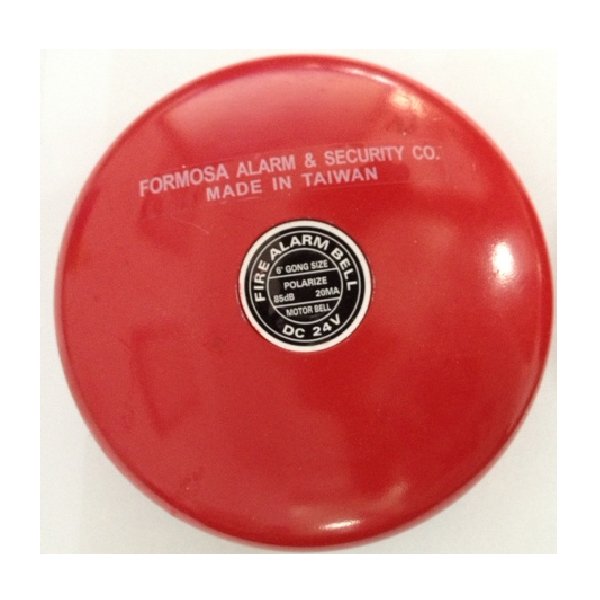 FORMOSA ALARM & SECURITY CO.
MADE IN TAIWAN
FIRE ALARM BELL
6' GONG SIZE
POLARIZE
85dB 20MA
MOTOR BELL
DC 24V